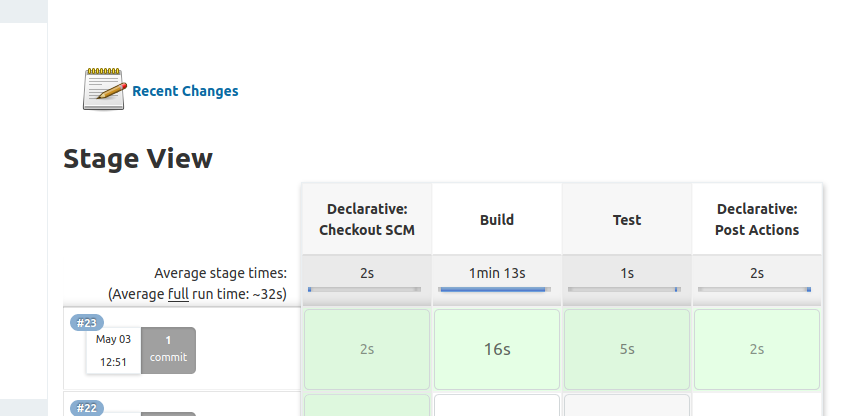 Recent Changes
Stage View
Declarative:
Checkout SCM
Build
Test
Declarative:
Post Actions
Average stage times:
(Average full run time: ~32s)
2s
1min 13s
1s
2s
#23
May 03
12:51
1
commit
2s
16s
5s
2s
#22